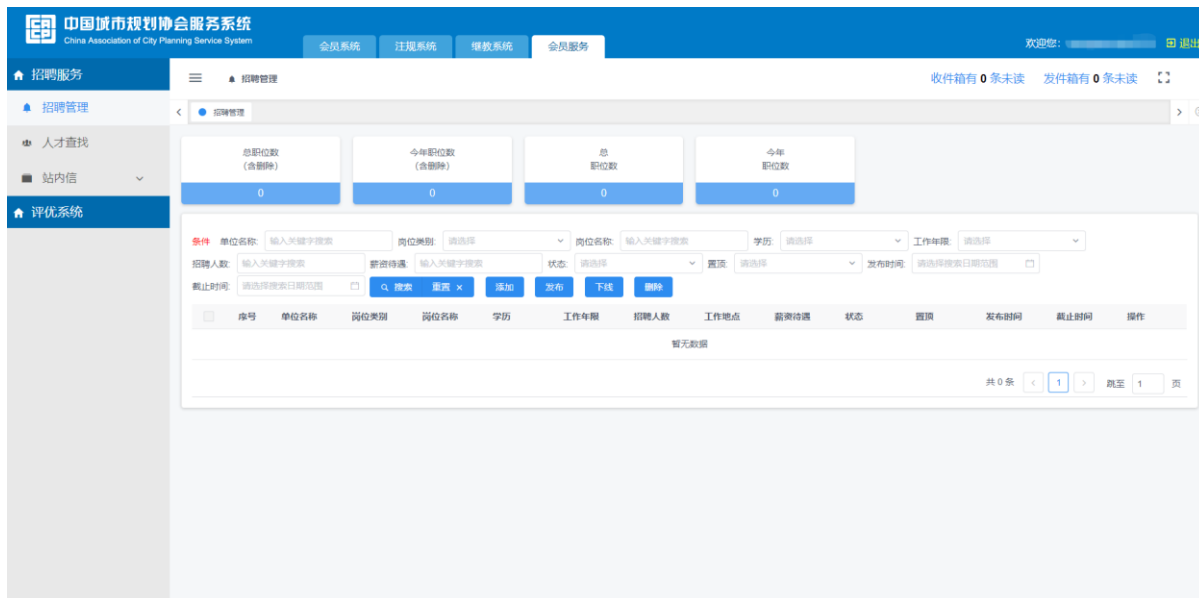 中国城市规划协会服务系统
China Association of City Planning Service System
会员系统 注规系统 继教系统 会员服务
欢迎您: 退出
招聘服务
招聘管理
人才查找
站内信
评优系统
招聘管理
收件箱有 0 条未读 发件箱有 0 条未读
招聘管理
总职位数 今年职位数 总 今年
(含删除) (含删除) 职位数 职位数
0 0 0 0
条件 单位名称: 输入关键字搜索 岗位类别: 请选择 岗位名称: 输入关键字搜索 学历: 请选择 工作年限: 请选择
招聘人数: 输入关键字搜索 薪资待遇: 输入关键字搜索 状态: 请选择 置顶: 请选择 发布时间: 请选择搜索日期范围
截止时间: 请选择搜索日期范围 搜索 重置 × 添加 发布 下线 删除
序号 单位名称 岗位类别 岗位名称 学历 工作年限 招聘人数 工作地点 薪资待遇 状态 置顶 发布时间 截止时间 操作
暂无数据
共 0 条 < 1 > 跳至 1 页